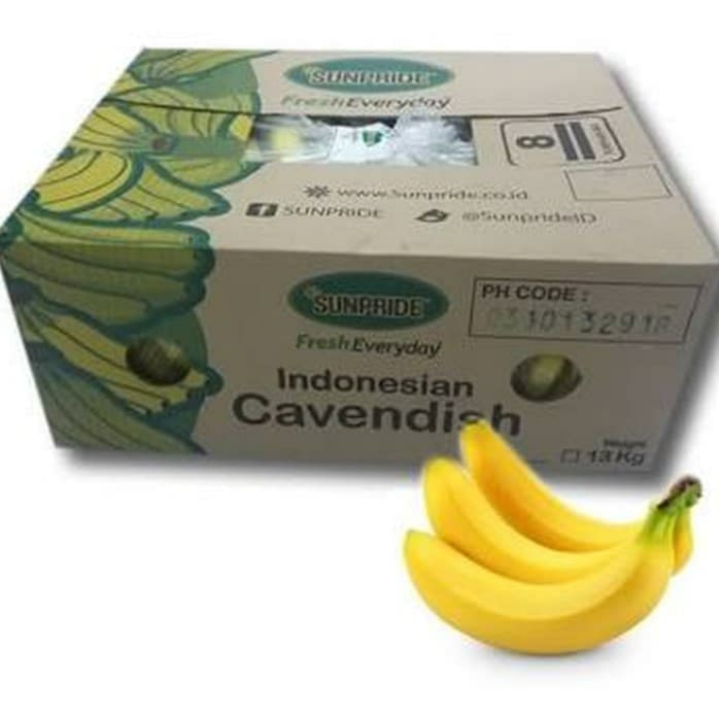 SUNPRIDE
Fresh Everyday
8
www.Sunpride.co.id
SUNPRIDE @SunprideID
SUNPRIDE
Fresh Everyday
PH CODE :
Indonesian
Cavendish
Weight
13 Kg